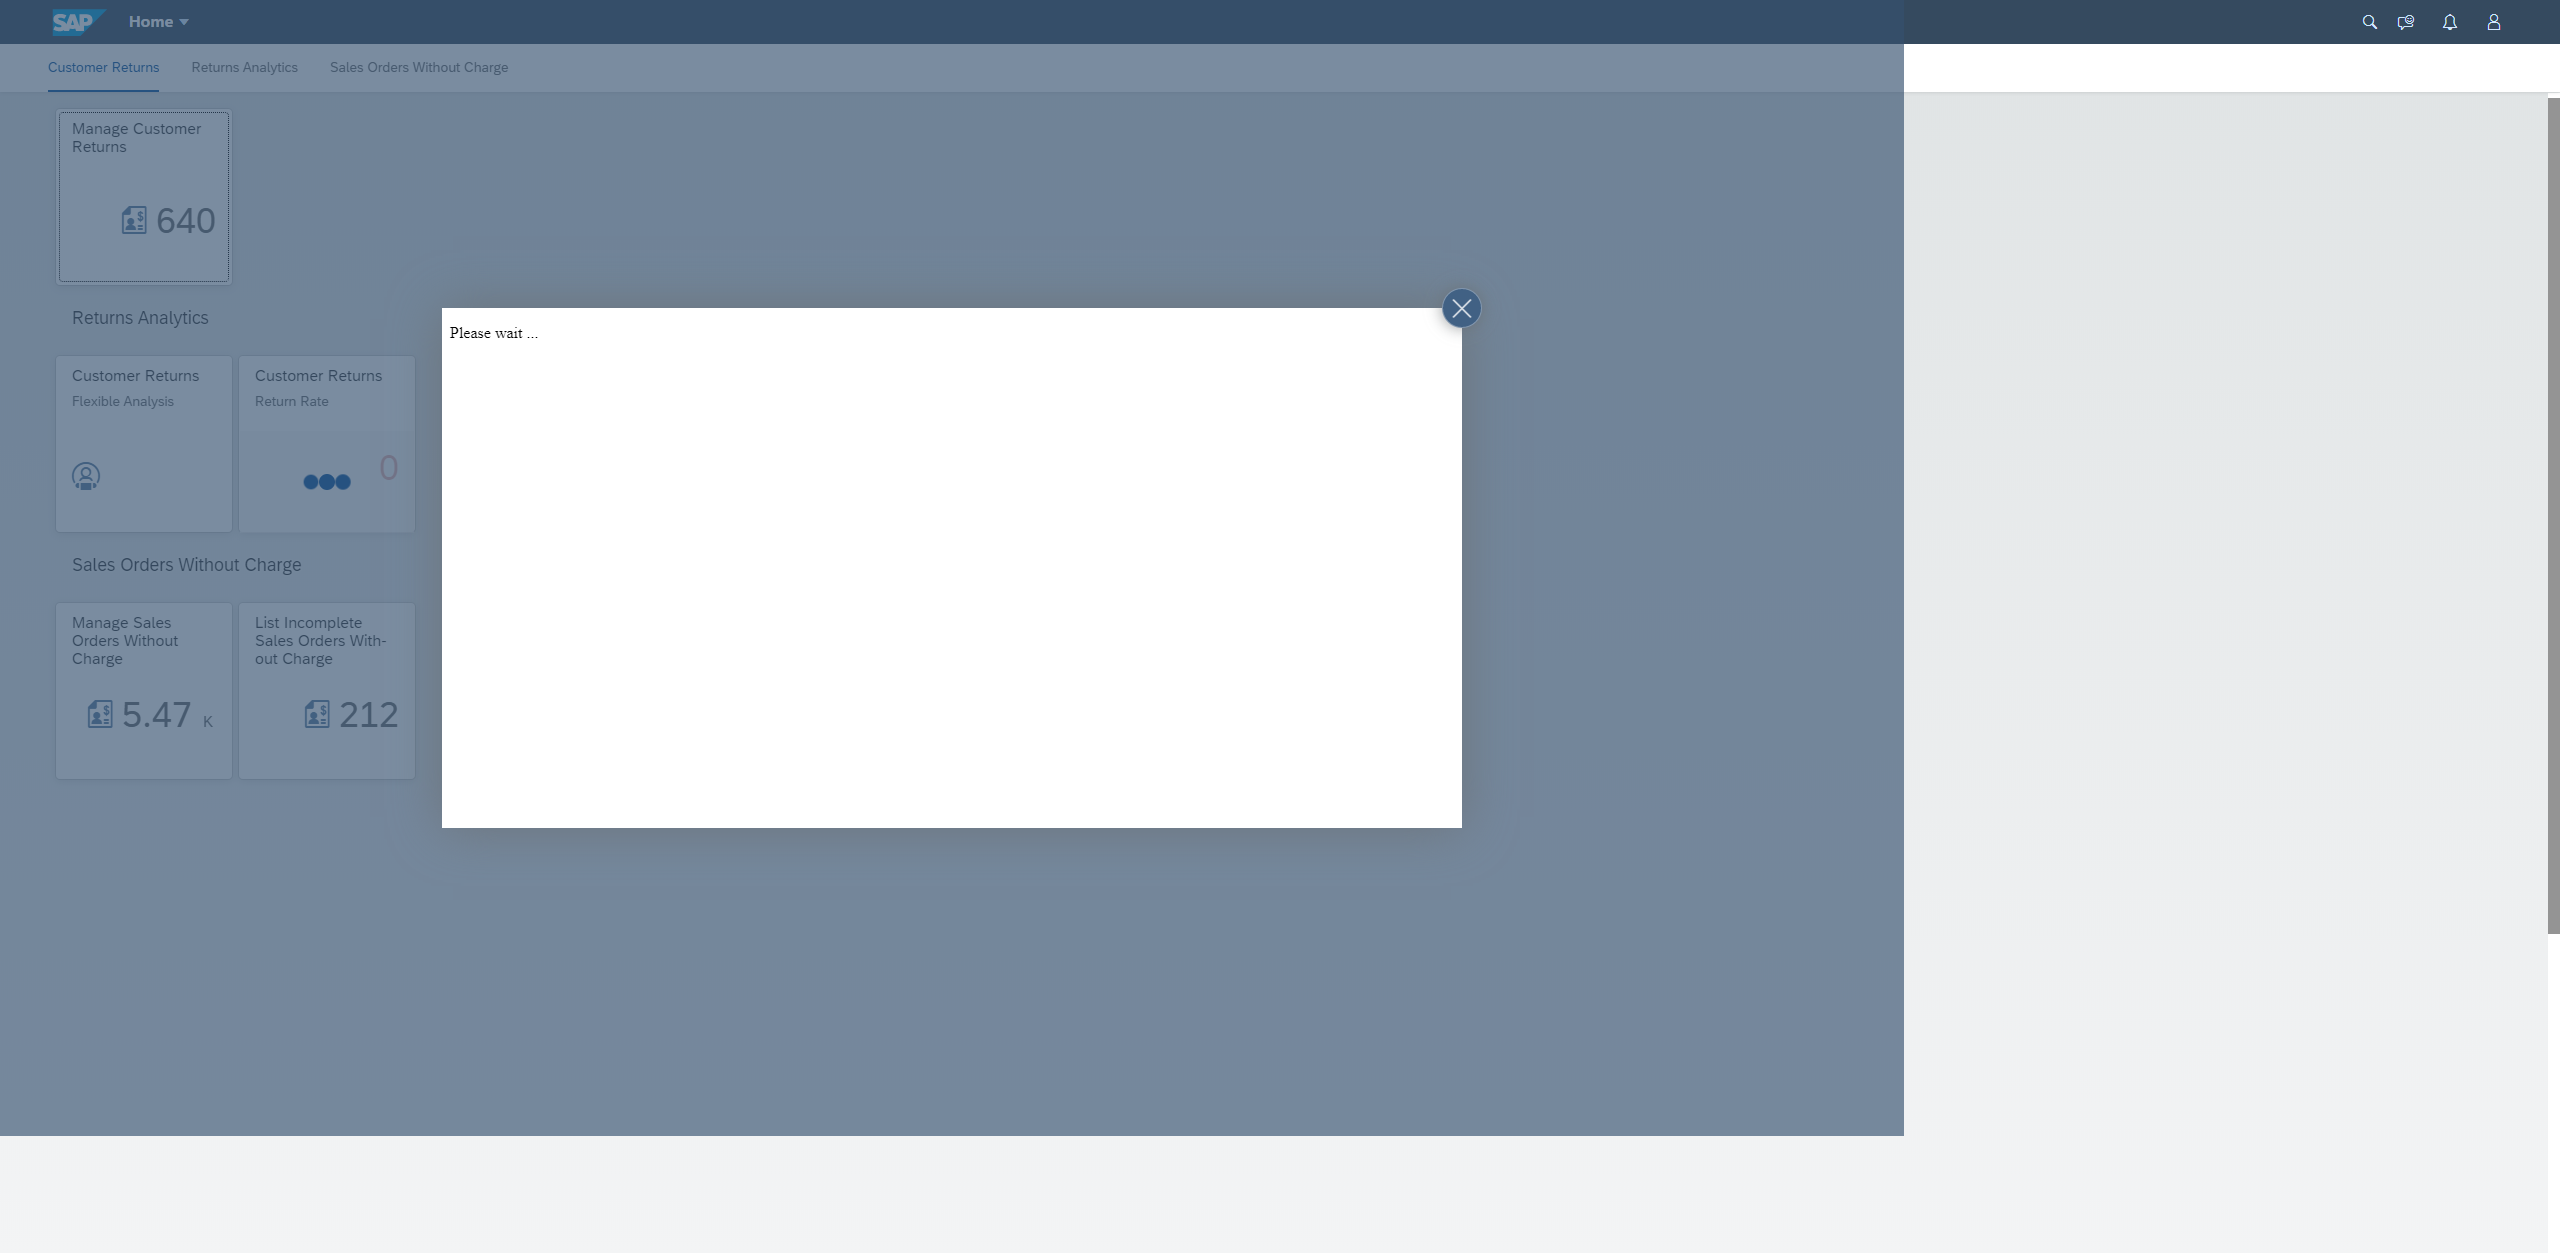 SAP Home
Customer Returns Returns Analytics Sales Orders Without Charge
Manage Customer
Returns
640
Returns Analytics
Customer Returns
Flexible Analysis
Customer Returns
Return Rate
0
Sales Orders Without Charge
Manage Sales
Orders Without
Charge
5.47 K
List Incomplete
Sales Orders With-
out Charge
212
Please wait ...